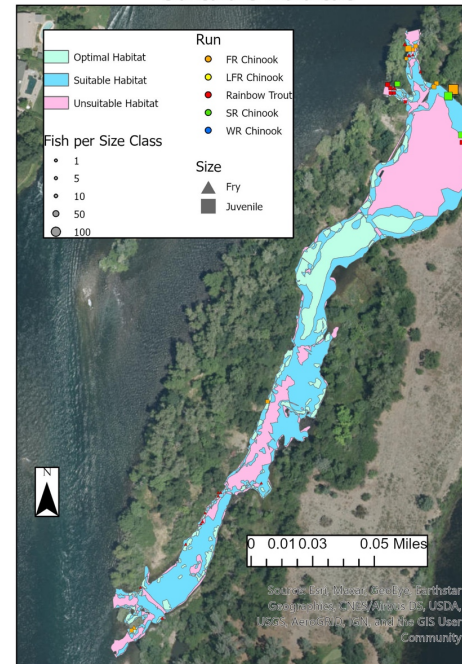 Optimal Habitat
Suitable Habitat
Unsuitable Habitat
Fish per Size Class
1
5
10
50
100
Run
FR Chinook
LFR Chinook
Rainbow Trout
SR Chinook
WR Chinook
Size
Fry
Juvenile
N
0 0.01 0.03 0.05 Miles
Source: Esri, Maxar, GeoEye, Earthstar
Geographics, CNES/Airbus DS, USDA,
USGS, AeroGRID, IGN, and the GIS User
Community